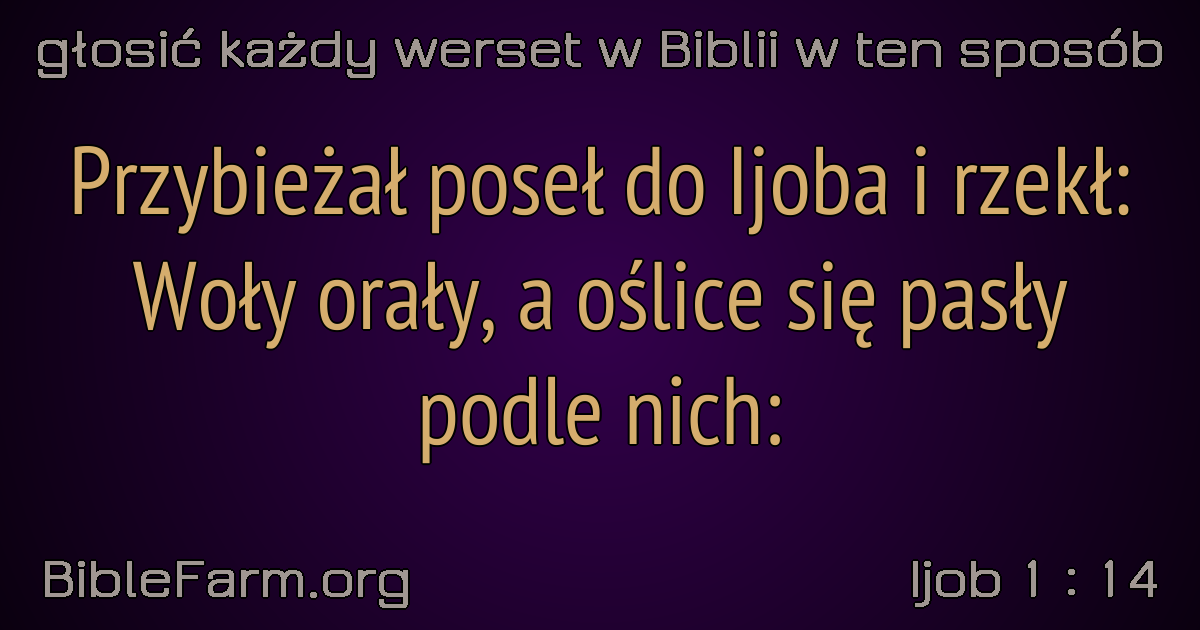 głosić każdy werset w Biblii w ten sposób
Przybieżał poseł do Ijoba i rzekł:
Woły orały, a oślice się pasły
podle nich:
BibleFarm.org
Ijob 1 : 14